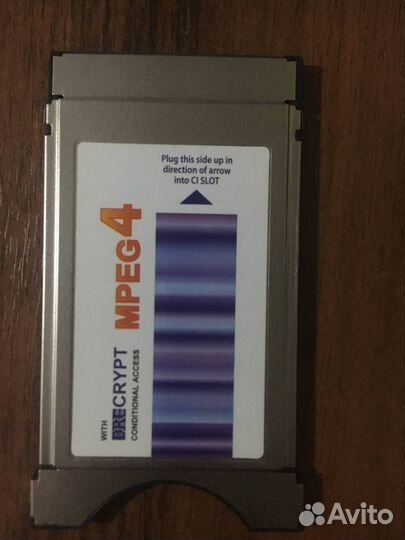 Plug this side up in
direction of arrow
into CI SLOT
WITH
DRECRYPT
CONDITIONAL ACCESS
MPEG4
Avito